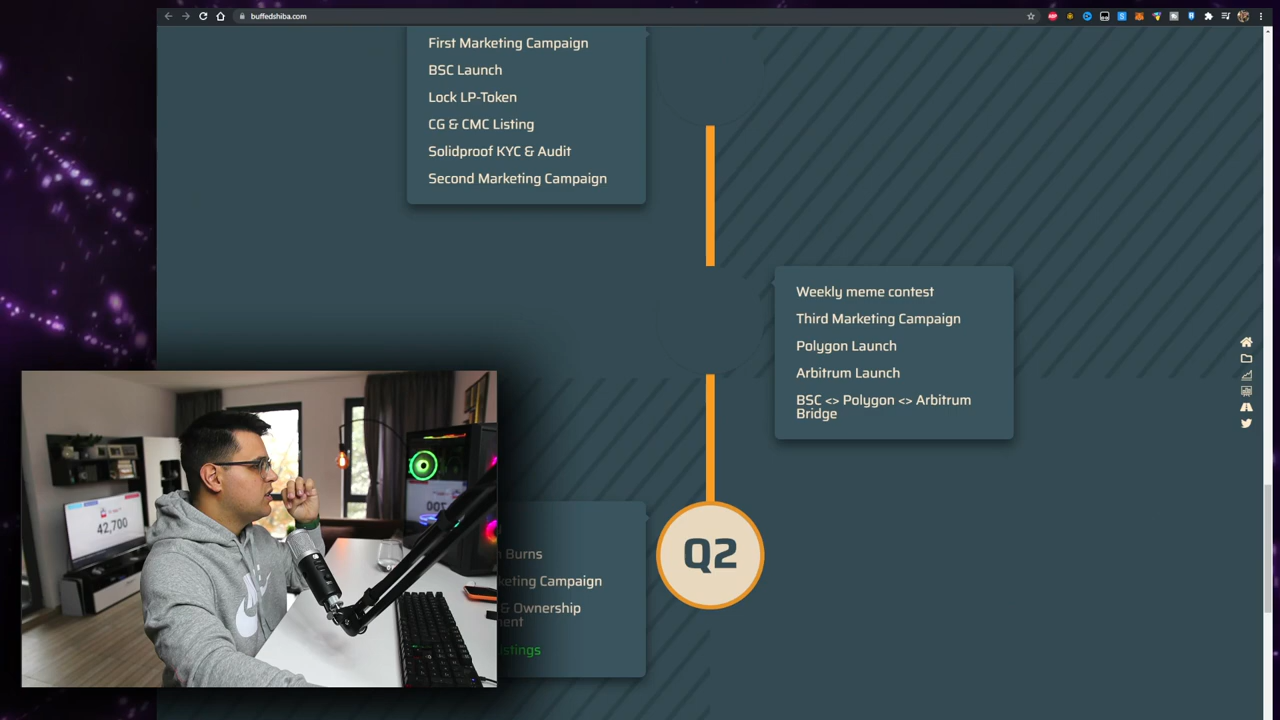 buffedshiba.com
First Marketing Campaign
BSC Launch
Lock LP-Token
CG & CMC Listing
Solidproof KYC & Audit
Second Marketing Campaign
Weekly meme contest
Third Marketing Campaign
Polygon Launch
Arbitrum Launch
BSC <> Polygon <> Arbitrum
Bridge
Q2
Burns
Campaign
& Ownership
42,700